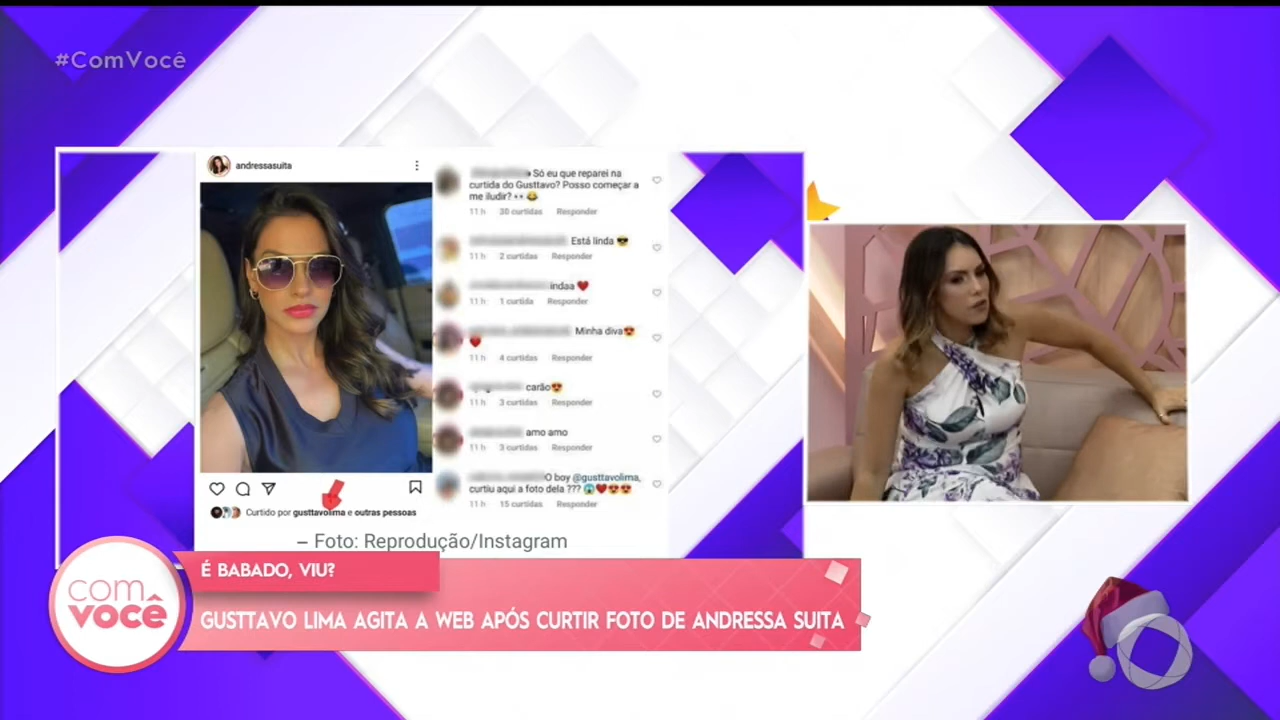 #ComVocê
andressasuita
Só eu que reparei na
curtida do Gusttavo? Posso começar a
me iludir? 👀😂
11 h 20 curtidas Responder
Está linda 😎
11 h 2 curtidas Responder
indaa ❤️
11 h 1 curtida Responder
Minha diva😍
❤️
11 h 4 curtidas Responder
carão😍
11 h 3 curtidas Responder
amo amo
11 h 3 curtidas Responder
O boy @gusttavolima,
curtiu aqui a foto dela ??? 😱❤️😍😍
11 h 15 curtidas Responder
Curtido por gusttavolima e outras pessoas
– Foto: Reprodução/Instagram
É BABADO, VIU?
com
você
GUSTTAVO LIMA AGITA A WEB APÓS CURTIR FOTO DE ANDRESSA SUITA